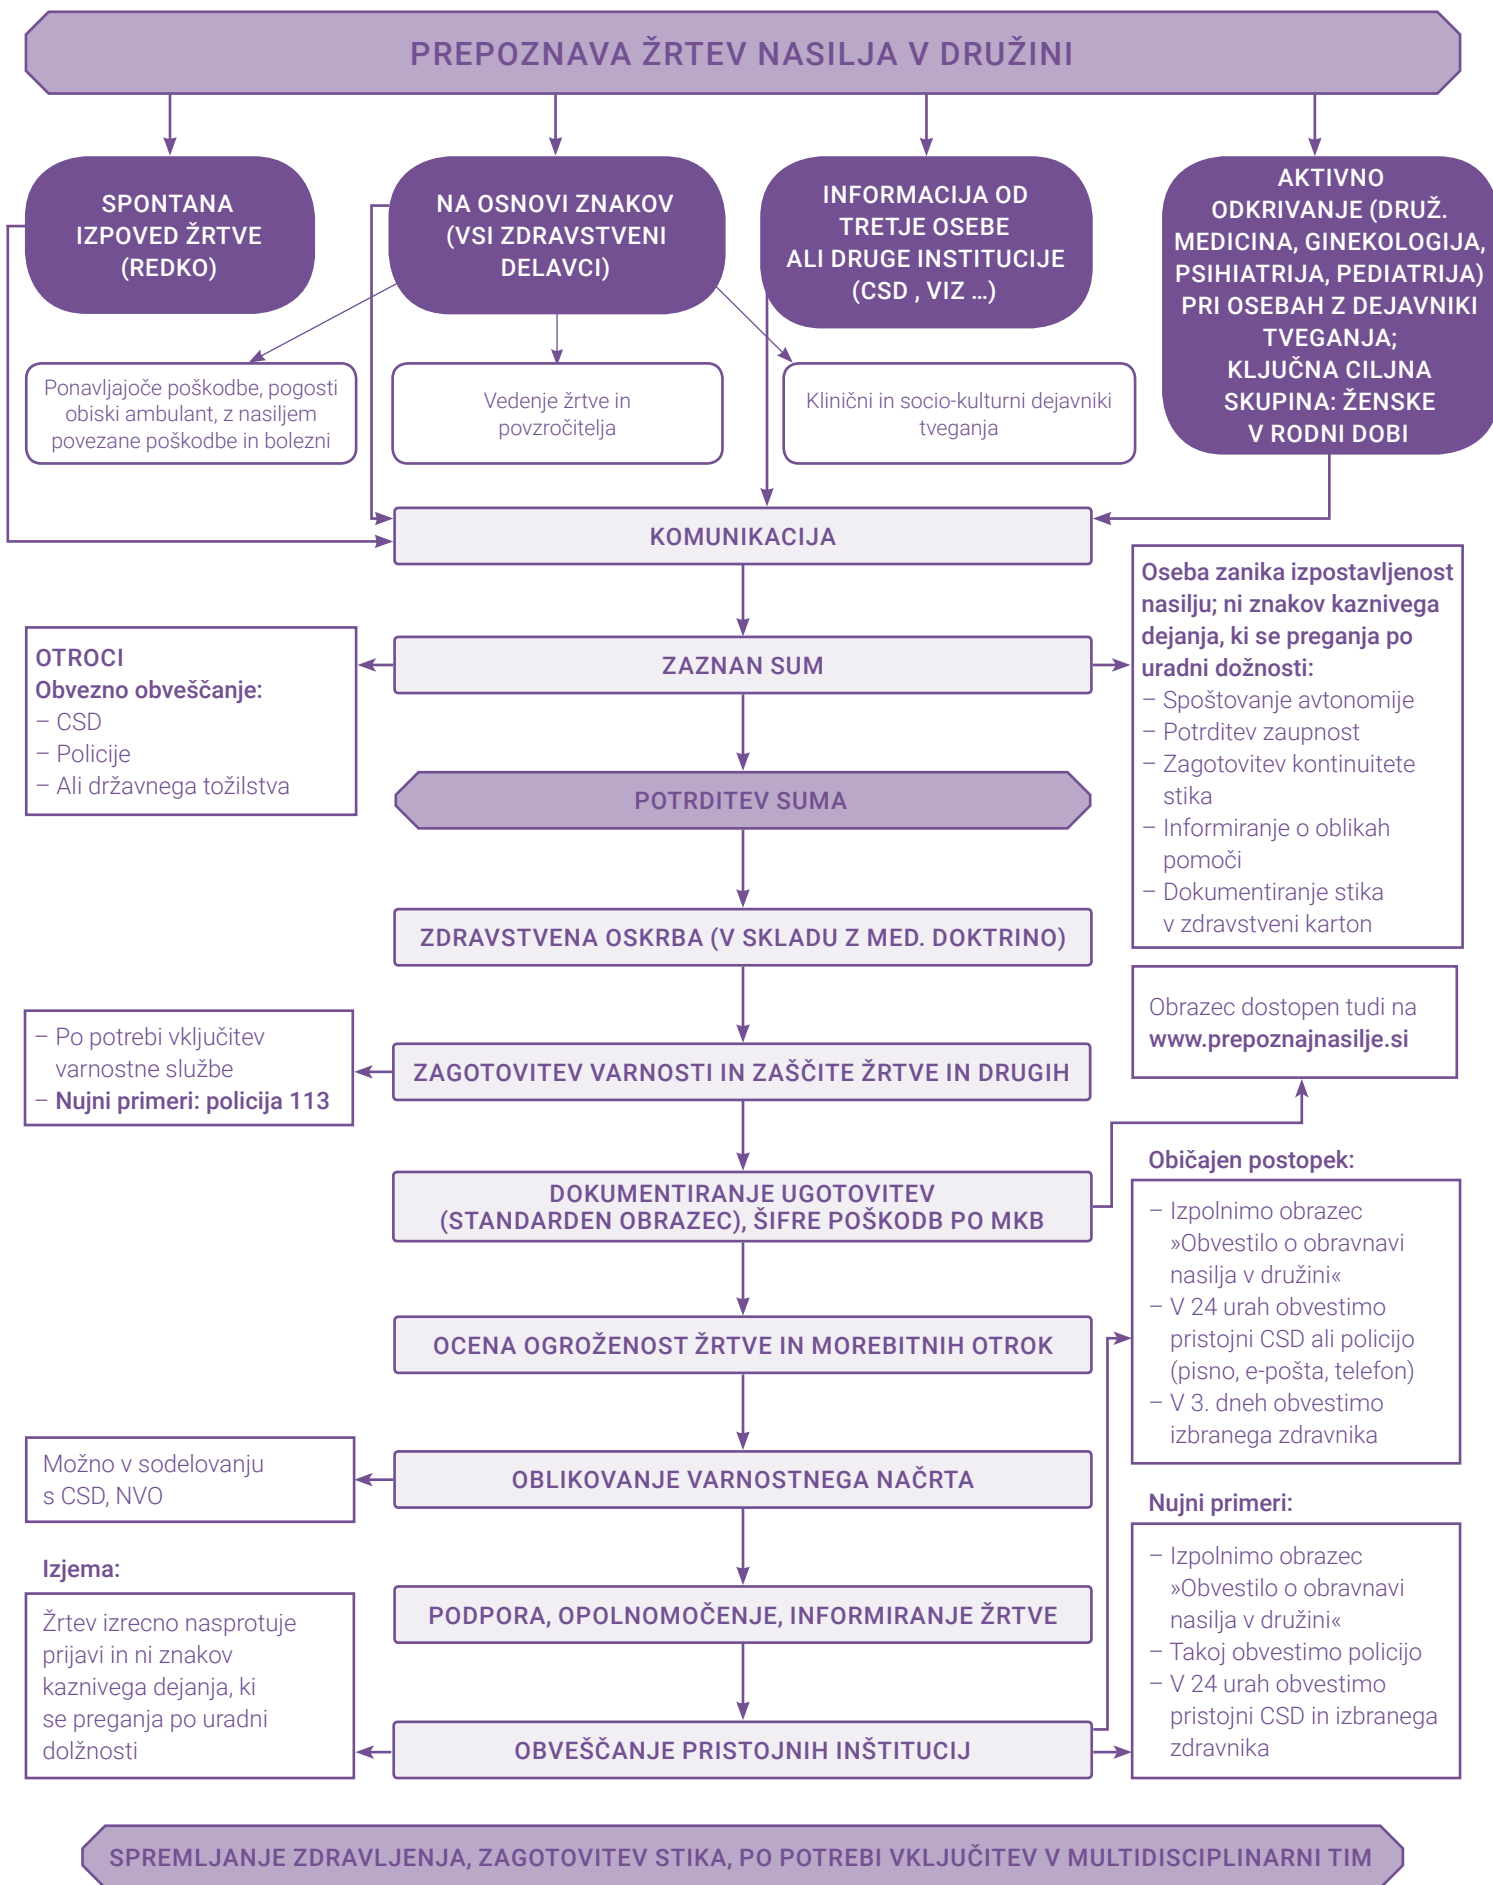 PREPOZNAVA ŽRTEV NASILJA V DRUŽINI
SPONTANA
IZPOVED ŽRTVE
(REDKO)
NA OSNOVI ZNAKOV
(VSI ZDRAVSTVENI
DELAVCI)
INFORMACIJA OD
TRETJE OSEBE
ALI DRUGE INSTITUCIJE
(CSD , VIZ ...)
AKTIVNO
ODKRIVANJE (DRUŽ.
MEDICINA, GINEKOLOGIJA,
PSIHIATRIJA, PEDIATRIJA)
PRI OSEBAH Z DEJAVNIKI
TVEGANJA;
KLJUČNA CILJNA
SKUPINA: ŽENSKE
V RODNI DOBI
Ponavljajoče poškodbe, pogosti
obiski ambulant, z nasiljem
povezane poškodbe in bolezni
Vedenje žrtve in
povzročitelja
Klinični in socio-kulturni dejavniki
tveganja
KOMUNIKACIJA
ZAZNAN SUM
OTROCI
Obvezno obveščanje:
– CSD
– Policije
– Ali državnega tožilstva
Oseba zanika izpostavljenost
nasilju; ni znakov kaznivega
dejanja, ki se preganja po
uradni dožnosti:
– Spoštovanje avtonomije
– Potrditev zaupnost
– Zagotovitev kontinuitete
stika
– Informiranje o oblikah
pomoči
– Dokumentiranje stika
v zdravstveni karton
POTRDITEV SUMA
ZDRAVSTVENA OSKRBA (V SKLADU Z MED. DOKTRINO)
– Po potrebi vključitev
varnostne službe
– Nujni primeri: policija 113
ZAGOTOVITEV VARNOSTI IN ZAŠČITE ŽRTVE IN DRUGIH
Obrazec dostopen tudi na
www.prepoznajnasilje.si
DOKUMENTIRANJE UGOTOVITEV
(STANDARDEN OBRAZEC), ŠIFRE POŠKODB PO MKB
Običajen postopek:
– Izpolnimo obrazec
»Obvestilo o obravnavi
nasilja v družini«
– V 24 urah obvestimo
pristojni CSD ali policijo
(pisno, e-pošta, telefon)
– V 3. dneh obvestimo
izbranega zdravnika
OCENA OGROŽENOST ŽRTVE IN MOREBITNIH OTROK
Možno v sodelovanju
s CSD, NVO
OBLIKOVANJE VARNOSTNEGA NAČRTA
Nujni primeri:
– Izpolnimo obrazec
»Obvestilo o obravnavi
nasilja v družini«
– Takoj obvestimo policijo
– V 24 urah obvestimo
pristojni CSD in izbranega
zdravnika
Izjema:
Žrtev izrecno nasprotuje
prijavi in ni znakov
kaznivega dejanja, ki
se preganja po uradni
dolžnosti
PODPORA, OPOLNOMOČENJE, INFORMIRANJE ŽRTVE
OBVEŠČANJE PRISTOJNIH INŠTITUCIJ
SPREMLJANJE ZDRAVLJENJA, ZAGOTOVITEV STIKA, PO POTREBI VKLJUČITEV V MULTIDISCIPLINARNI TIM